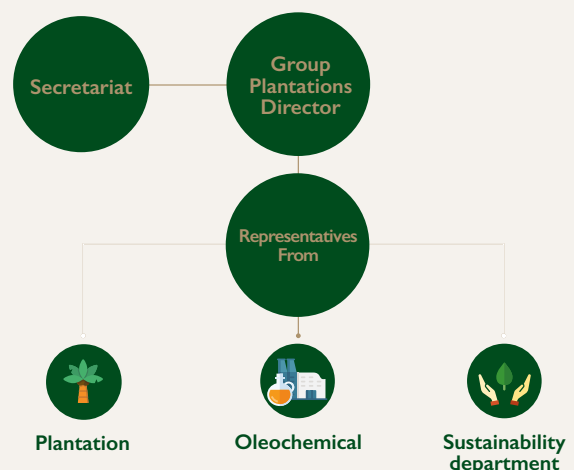 Secretariat
Group
Plantations
Director
Representatives
From
Plantation
Oleochemical
Sustainability
department